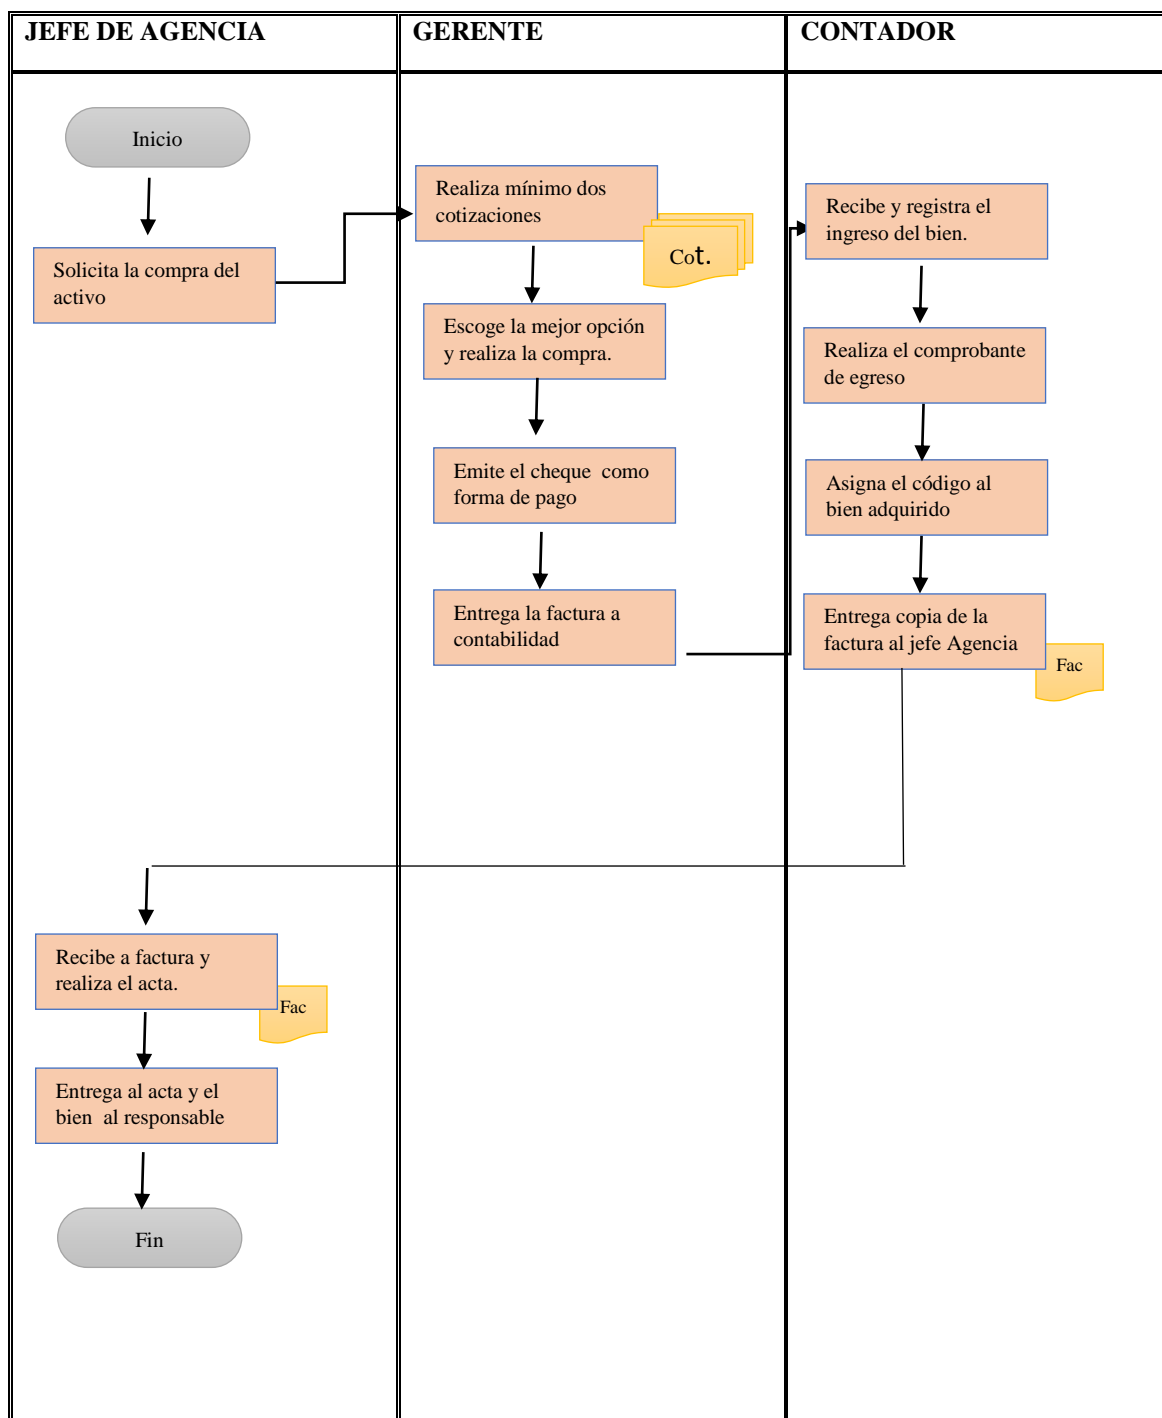 JEFE DE AGENCIA
GERENTE
CONTADOR
Inicio
Solicita la compra del
activo
Realiza mínimo dos
cotizaciones
Cot.
Escoge la mejor opción
y realiza la compra.
Emite el cheque  como
forma de pago
Entrega la factura a
contabilidad
Recibe y registra el
ingreso del bien.
Realiza el comprobante
de egreso
Asigna el código al
bien adquirido
Entrega copia de la
factura al jefe Agencia
Fac
Recibe a factura y
realiza el acta.
Fac
Entrega al acta y el
bien  al responsable
Fin